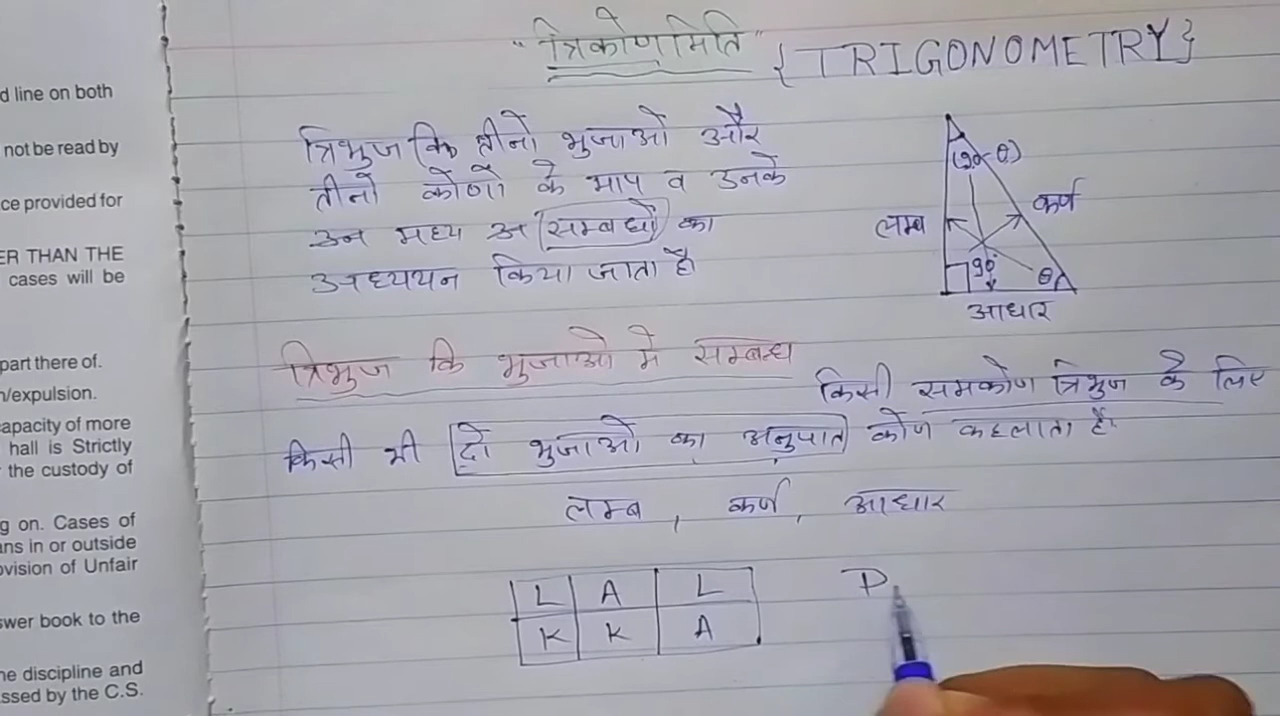 d line on both
not be read by
ce provided for
ER THAN THE
cases will be
part there of.
n/expulsion.
apacity of more
hall is Strictly
the custody of
g on. Cases of
ans in or outside
ovision of Unfair
swer book to the
ne discipline and
ssed by the C.S.
"त्रिकोणमिति" {TRIGONOMETRY}
त्रिभुज कि तीनो भुजाओ और
तीनो कोणो के माप व उनके
उन मध्य अ सम्बधो का
अध्ययन किया जाता है
(90-θ)
लम्ब कर्ण
90° θ
आधार
त्रिभुज कि भुजाओ मे सम्बन्ध
किसी समकोण त्रिभुज के लिए
किसी भी दो भुजाओ का अनुपात कोण कहलाता है।
लम्ब, कर्ण, आधार
L A L P
K K A